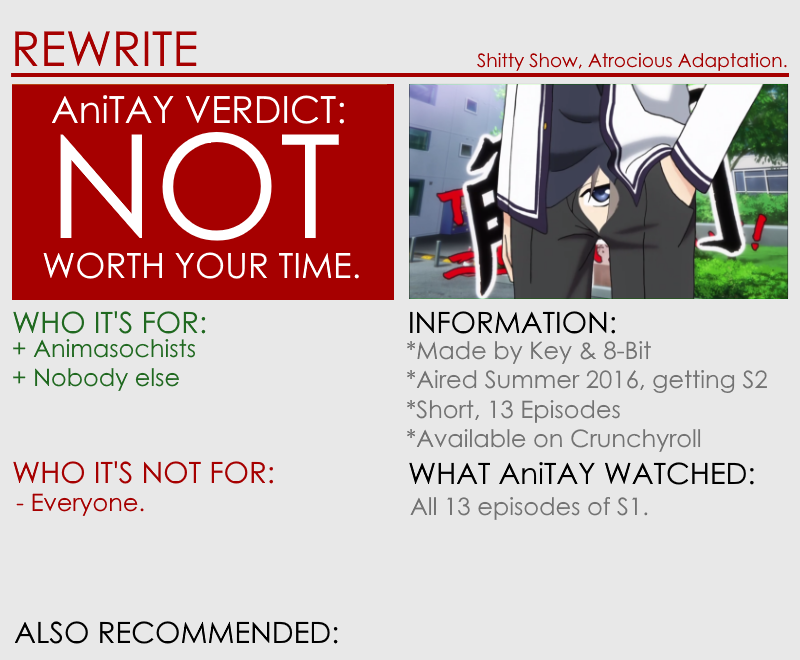 REWRITE
Shitty Show, Atrocious Adaptation.
AniTAY VERDICT:
NOT
WORTH YOUR TIME.
WHO IT'S FOR:
+ Animasochists
+ Nobody else
WHO IT'S NOT FOR:
- Everyone.
INFORMATION:
*Made by Key & 8-Bit
*Aired Summer 2016, getting S2
*Short, 13 Episodes
*Available on Crunchyroll
WHAT AniTAY WATCHED:
All 13 episodes of S1.
ALSO RECOMMENDED: